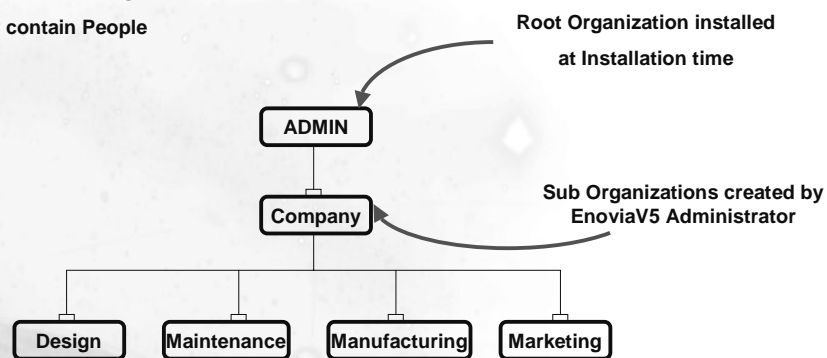 contain People
Root Organization installed
at Installation time
ADMIN
Sub Organizations created by
EnoviaV5 Administrator
Company
Design
Maintenance
Manufacturing
Marketing